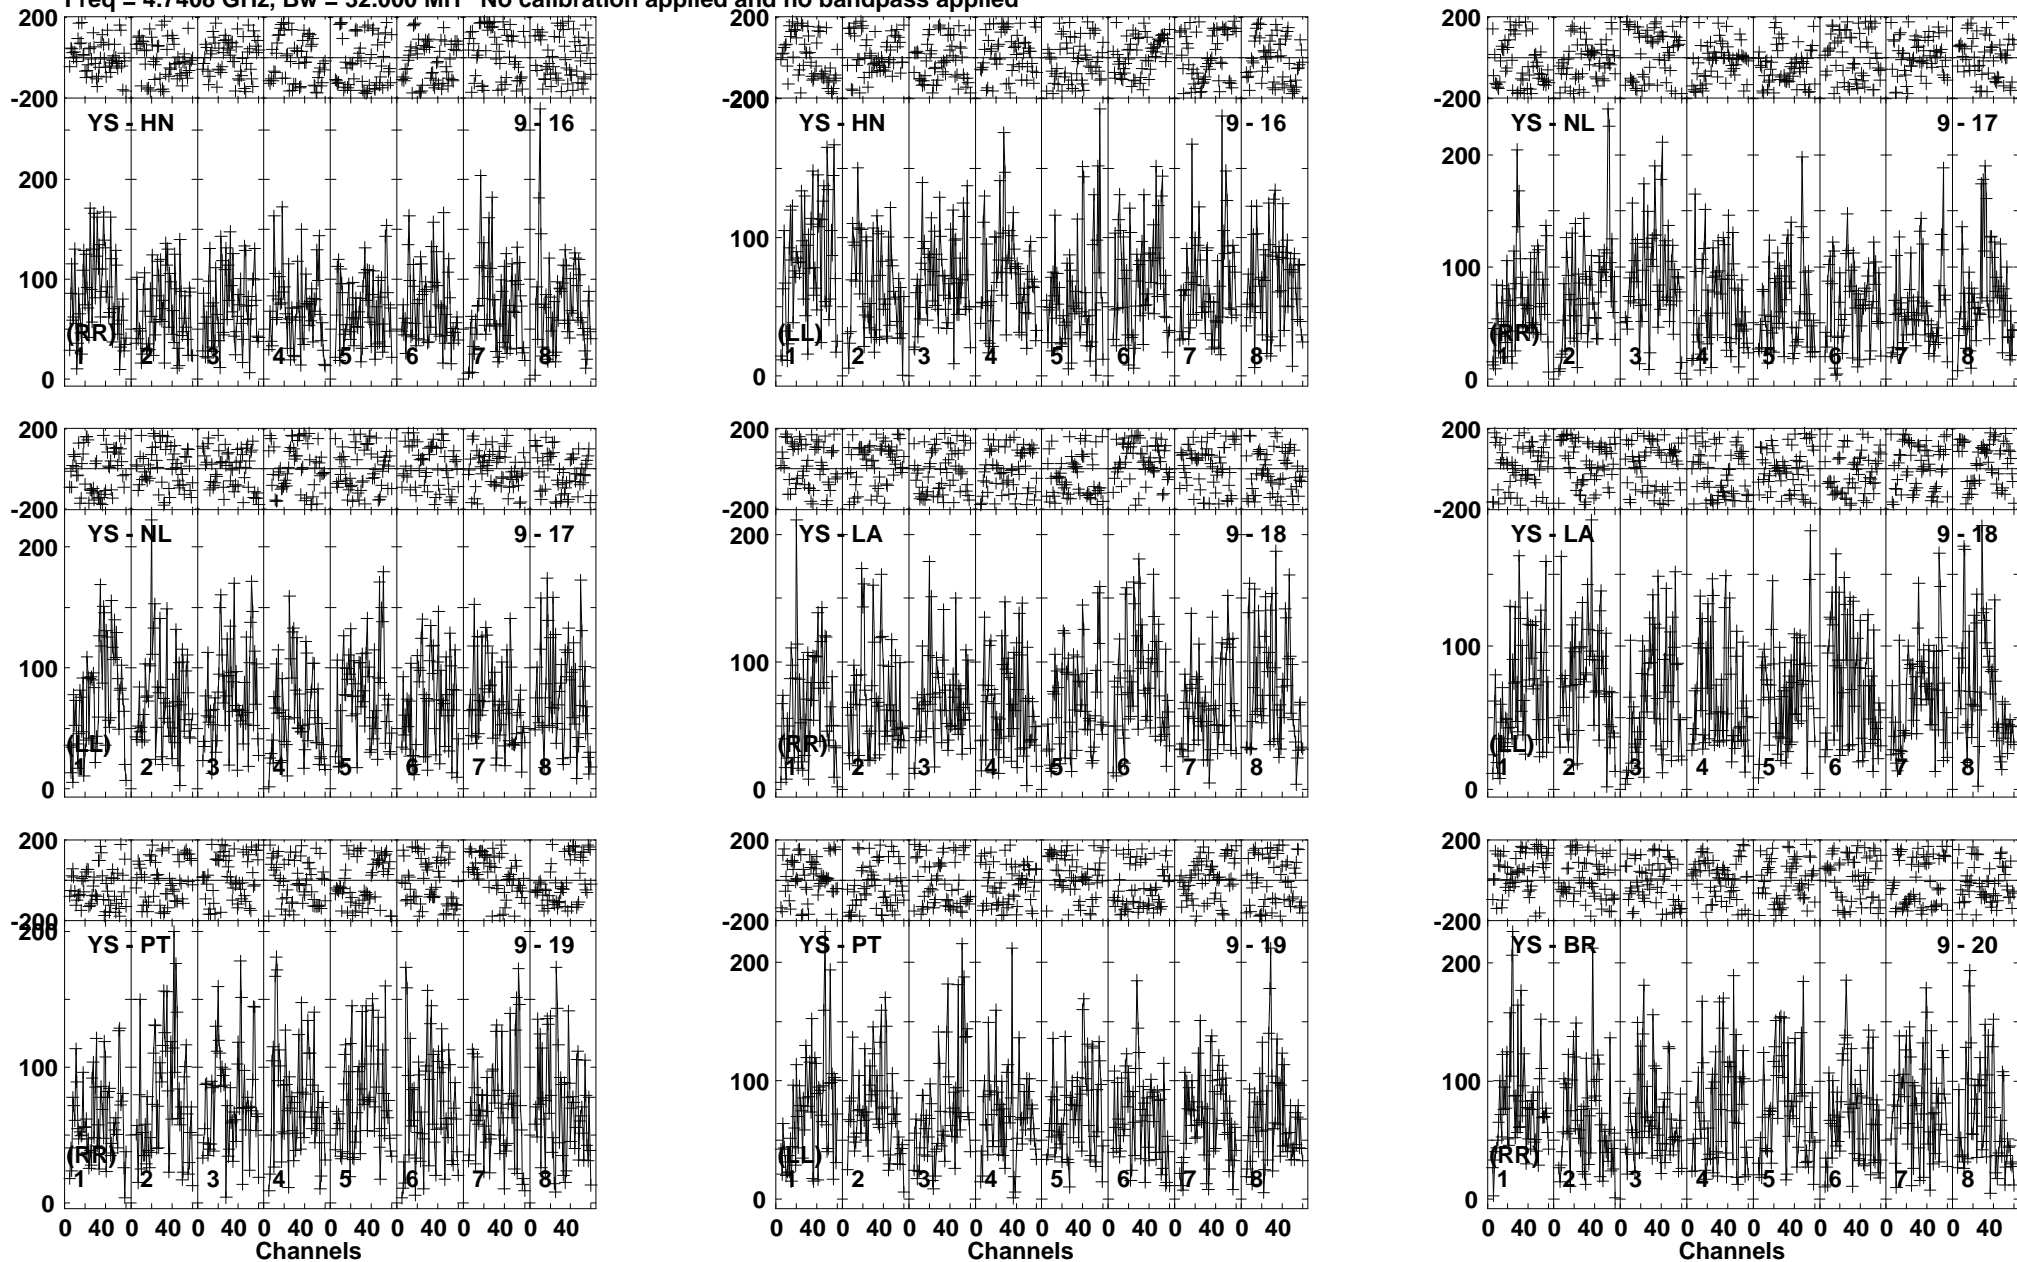 Freq = 4.7408 GHz, Bw = 32.000 MH No calibration applied and no bandpass applied
200 200 200
-200 -200 -200
YS - HN 9 - 16 YS - HN 9 - 16 YS - NL 9 - 17
200 200
100 100 100
(RR) (LL) (RR)
1 2 3 4 5 6 7 8 1 2 3 4 5 6 7 8 1 2 3 4 5 6 7 8
0 0 0
200 200 200
-200 -200 -200
YS - NL 9 - 17 YS - LA 9 - 18 YS - LA 9 - 18
200 200
100 100 100
(LL) (RR) (LL)
1 2 3 4 5 6 7 8 1 2 3 4 5 6 7 8 1 2 3 4 5 6 7 8
0 0 0
200 200 200
-200 -200 -200
200
YS - PT 9 - 19 YS - PT 9 - 19 YS - BR 9 - 20
200 200
100 100 100
(RR) (LL) (RR)
1 2 3 4 5 6 7 8 1 2 3 4 5 6 7 8 1 2 3 4 5 6 7 8
0 0 0
0 40 0 40 0 40 0 40 0 40 0 40 0 40 0 40 0 40 0 40 0 40 0 40 0 40 0 40 0 40 0 40 0 40 0 40 0 40 0 40 0 40 0 40 0 40 0 40
Channels Channels